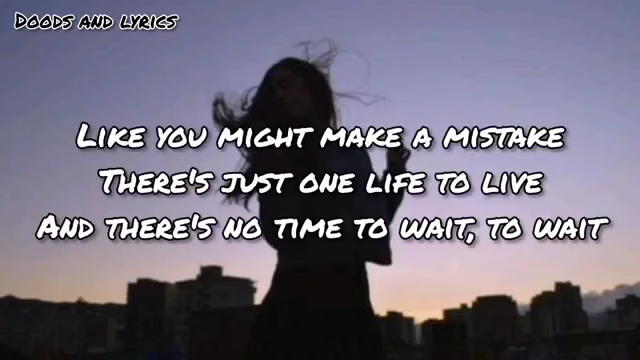 Doods and lyrics
Like you might make a mistake
There's just one life to live
And there's no time to wait, to wait